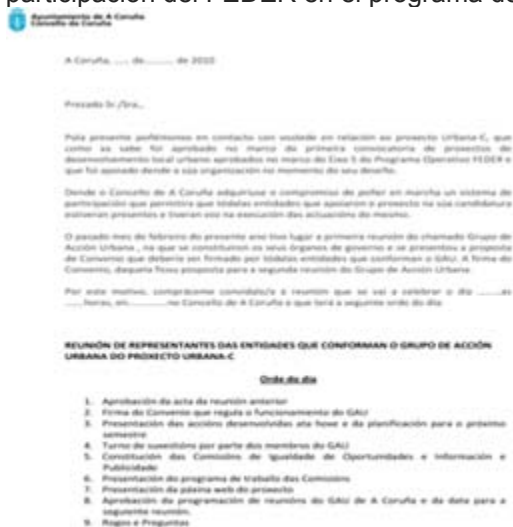 participación del FEDER en el programa de
Ayuntamiento de A Coruña
Concello da Coruña
A Coruña, ..... de.......... de 2010
Prezado Sr./Sra.,
Pola presente poñémonos en contacto con vostede en relación ao proxecto Urbana-C, que
como xa sabe foi aprobado no marco da primeira convocatoria de proxectos de
desenvolvemento local urbano aprobados no marco do Eixe 5 do Programa Operativo FEDER e
que foi apoiado dende a súa organización no momento do seu deseño.
Dende o Concello de A Coruña adquiriuse o compromiso de poñer en marcha un sistema de
participación que permitira que tódalas entidades que apoiaron o proxecto na súa candidatura
estiveran presentes e tiveran voz na execución das actuacións do mesmo.
O pasado mes de febreiro do presente ano tivo lugar a primeira reunión do chamado Grupo de
Acción Urbana , na que se constituíron os seus órganos de goberno e se presentou a proposta
de Convenio que debería ser firmado por tódalas entidades que conforman o GAU. A firma do
Convenio, daquela ficou proposta para a segunda reunión do Grupo de Acción Urbana
Por este motivo, compráceme convidalo/a á reunión que se vai a celebrar o día ........ás
......horas, en............no Concello de A Coruña e que terá a seguinte orde do día:
REUNIÓN DE REPRESENTANTES DAS ENTIDADES QUE CONFORMAN O GRUPO DE ACCIÓN
URBANA DO PROXECTO URBANA-C
Orde do día
1. Aprobación da acta da reunión anterior
2. Firma do Convenio que regula o funcionamento do GAU
3. Presentación das accións desenvolvidas ata hoxe e da planificación para o próximo
semestre
4. Turno de suxestións por parte dos membros do GAU
5. Constitución das Comisións de Igualdade de Oportunidades e Información e
Publicidade
6. Presentación do programa de traballo das Comisións
7. Presentación da páxina web do proxecto
8. Aprobación da programación de reunións do GAU de A Coruña e da data para a
seguinte reunión.
9. Rogos e Preguntas